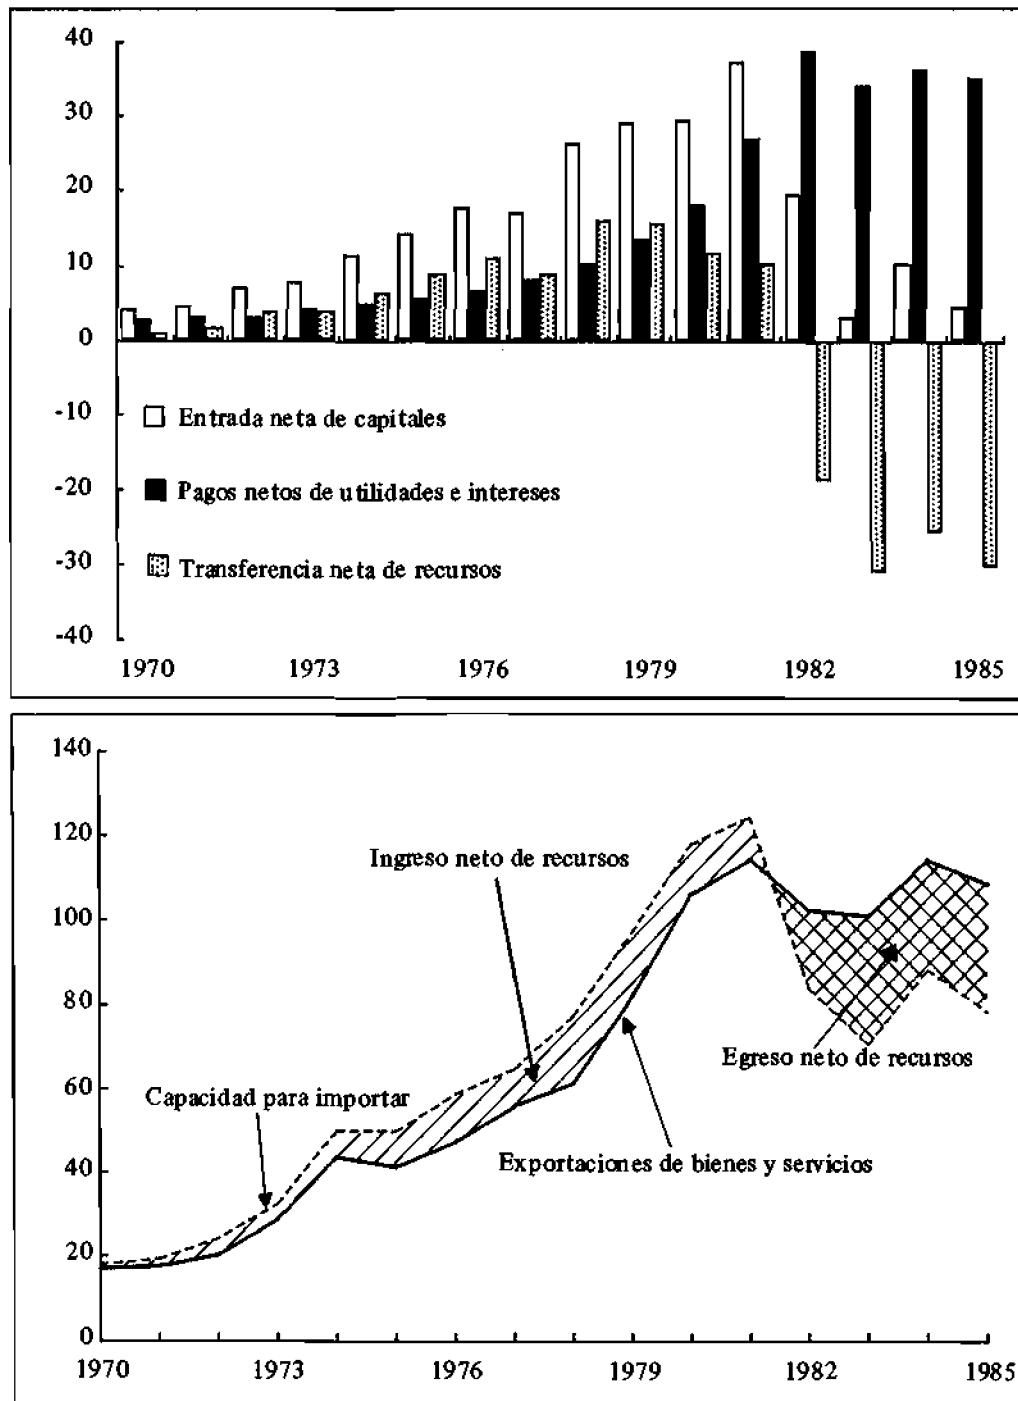 40
30
20
10
0
-10
-20
-30
-40
Entrada neta de capitales
Pagos netos de utilidades e intereses
Transferencia neta de recursos
1970 1973 1976 1979 1982 1985
140
120
100
80
60
40
20
0
Ingreso neto de recursos
Egreso neto de recursos
Capacidad para importar
Exportaciones de bienes y servicios
1970 1973 1976 1979 1982 1985